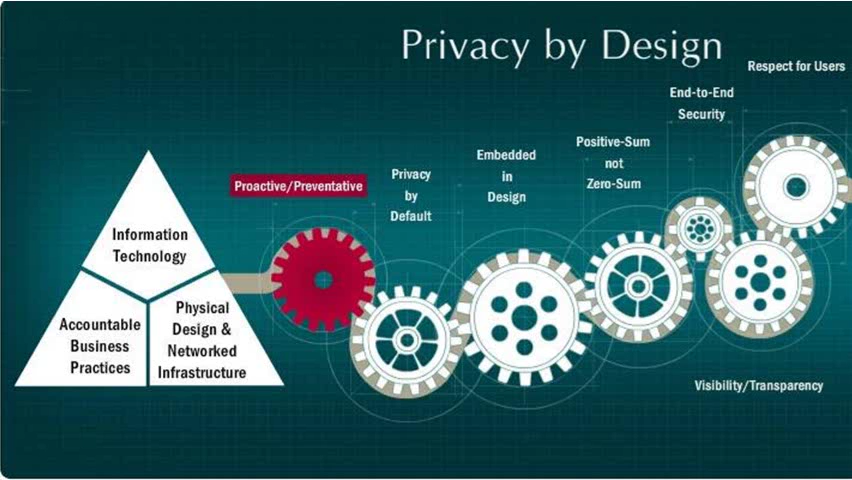 Privacy by Design
Respect for Users
End-to-End
Security
Positive-Sum
not
Zero-Sum
Embedded
in
Design
Privacy
by
Default
Proactive/Preventative
Information
Technology
Accountable
Business
Practices
Physical
Design &
Networked
Infrastructure
Visibility/Transparency